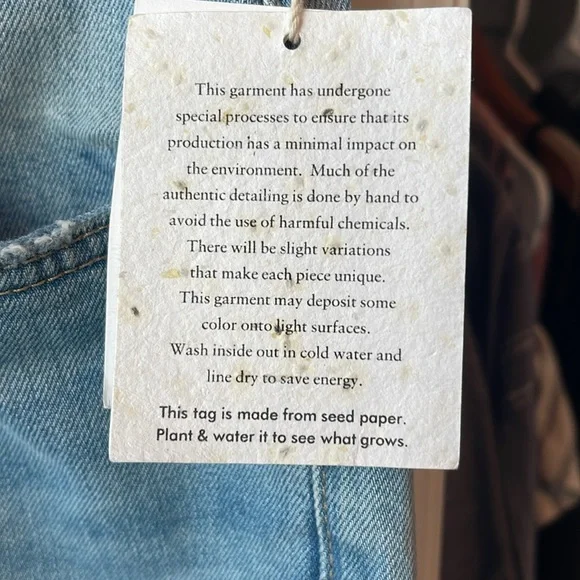 This garment has undergone
special processes to ensure that its
production has a minimal impact on
the environment. Much of the
authentic detailing is done by hand to
avoid the use of harmful chemicals.
There will be slight variations
that make each piece unique.
This garment may deposit some
color onto light surfaces.
Wash inside out in cold water and
line dry to save energy.
This tag is made from seed paper.
Plant & water it to see what grows.